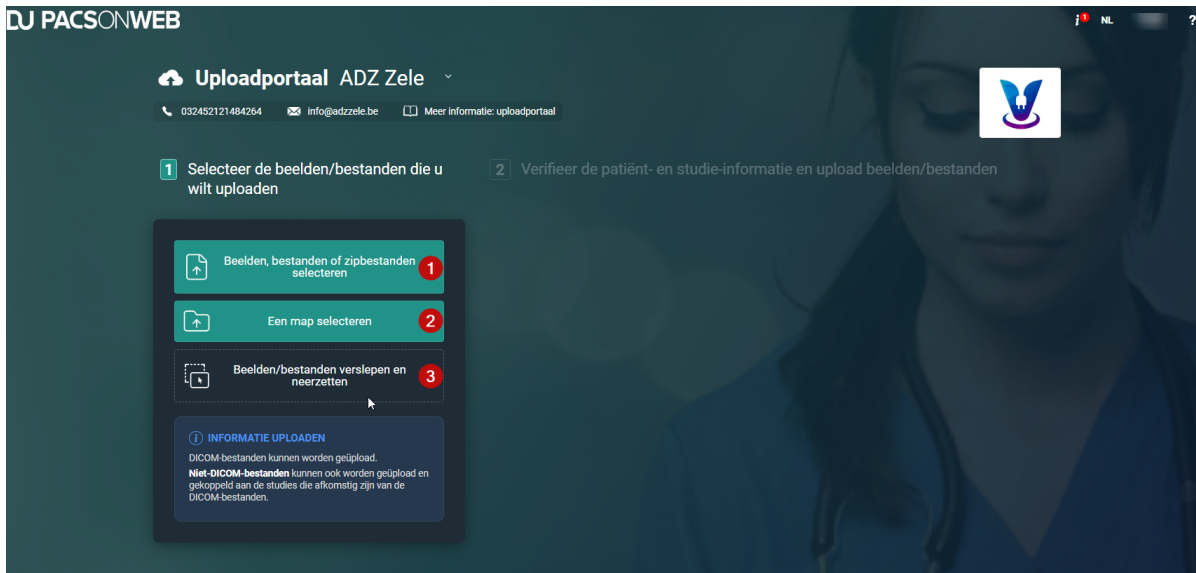 DU PACSONWEB
i 1 NL ?
Uploadportaal ADZ Zele
032452121484264 info@adzzele.be Meer informatie: uploadportaal
1 Selecteer de beelden/bestanden die u
wilt uploaden
2 Verifieer de patiënt- en studie-informatie en upload beelden/bestanden
Beelden, bestanden of zipbestanden
selecteren
1
Een map selecteren
2
Beelden/bestanden verslepen en
neerzetten
3
i INFORMATIE UPLOADEN
DICOM-bestanden kunnen worden geüpload.
Niet-DICOM-bestanden kunnen ook worden geüpload en
gekoppeld aan de studies die afkomstig zijn van de
DICOM-bestanden.